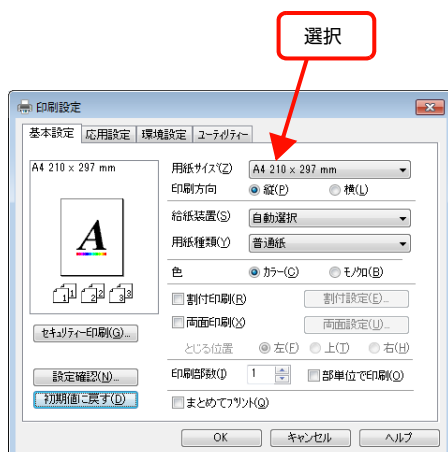 選択
印刷設定
基本設定 応用設定 環境設定 ユーティリティー
A4 210 x 297 mm
用紙サイズ(Z) A4 210 x 297 mm
印刷方向 縦(P) 横(L)
給紙装置(S) 自動選択
用紙種類(Y) 普通紙
A
色 カラー(C) モノクロ(B)
1 1 2 2 3 3
割付印刷(R) 割付設定(E)...
両面印刷(X) 両面設定(U)...
セキュリティー印刷(G)...
とじる位置 左(F) 上(T) 右(H)
設定確認(N)...
印刷部数(I) 1 部単位で印刷(O)
初期値に戻す(D)
まとめてプリント(Q)
OK キャンセル ヘルプ